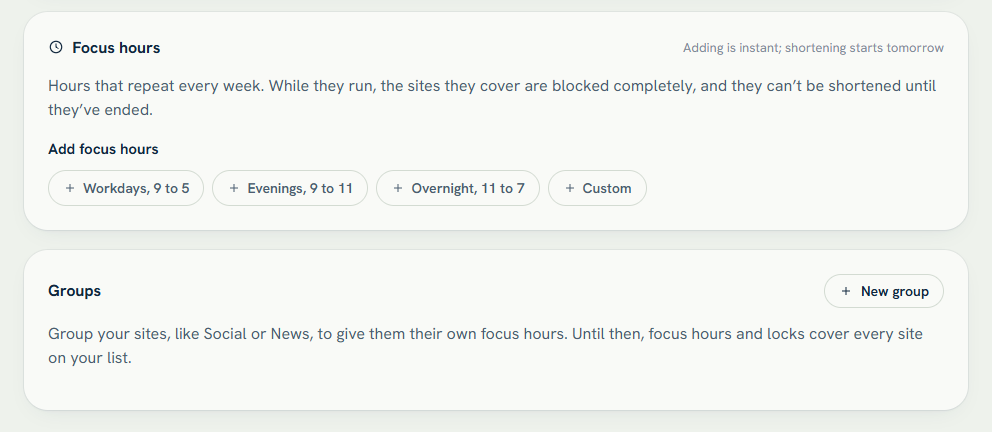 Focus hours
Adding is instant; shortening starts tomorrow
Hours that repeat every week. While they run, the sites they cover are blocked completely, and they can’t be shortened until
they’ve ended.
Add focus hours
+ Workdays, 9 to 5
+ Evenings, 9 to 11
+ Overnight, 11 to 7
+ Custom
Groups
+ New group
Group your sites, like Social or News, to give them their own focus hours. Until then, focus hours and locks cover every site
on your list.